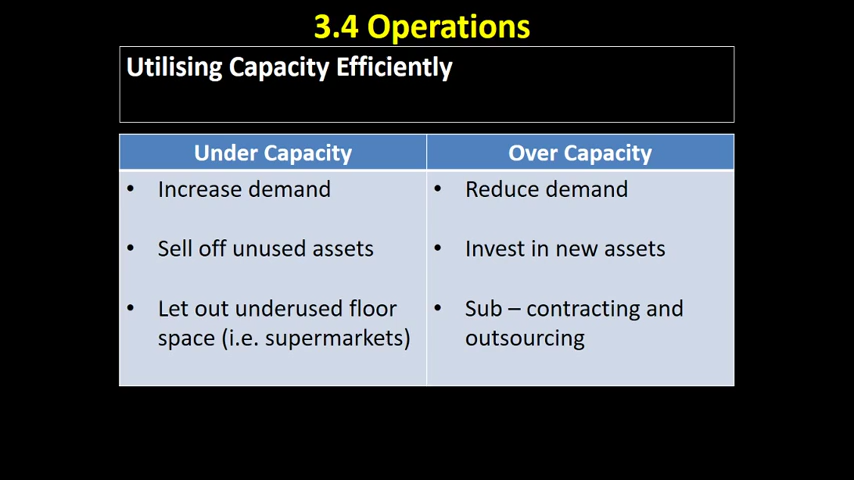 3.4 Operations
Utilising Capacity Efficiently
Under Capacity
• Increase demand
• Sell off unused assets
• Let out underused floor
space (i.e. supermarkets)
Over Capacity
• Reduce demand
• Invest in new assets
• Sub – contracting and
outsourcing